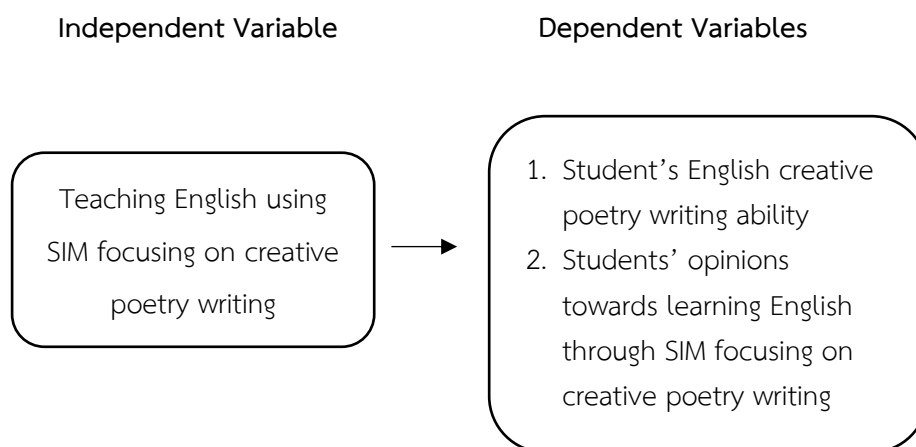 Independent Variable
Dependent Variables
Teaching English using
SIM focusing on creative
poetry writing
1. Student’s English creative
poetry writing ability
2. Students’ opinions
towards learning English
through SIM focusing on
creative poetry writing